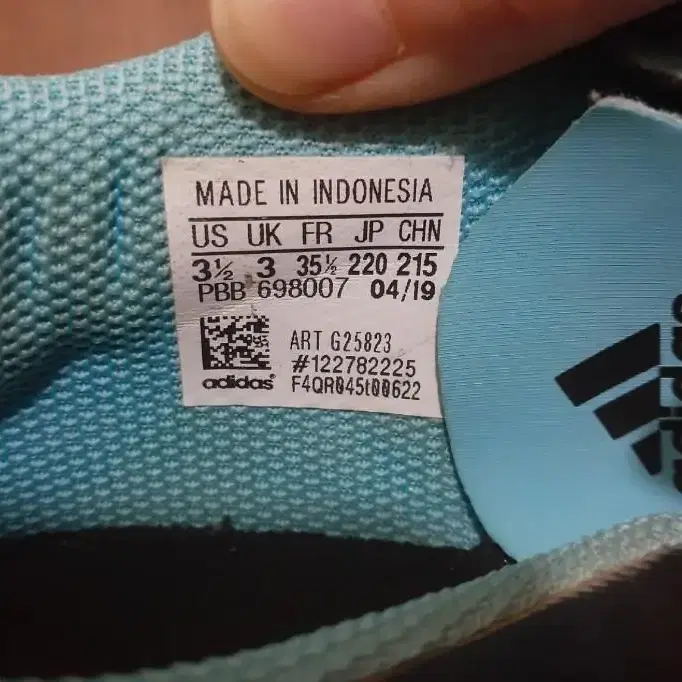 MADE IN INDONESIA
US UK FR JP CHN
3½ 3 35½ 220 215
PBB 698007 04/19
ART G25823
#122782225
adidas
F4QR045t00622
adidas